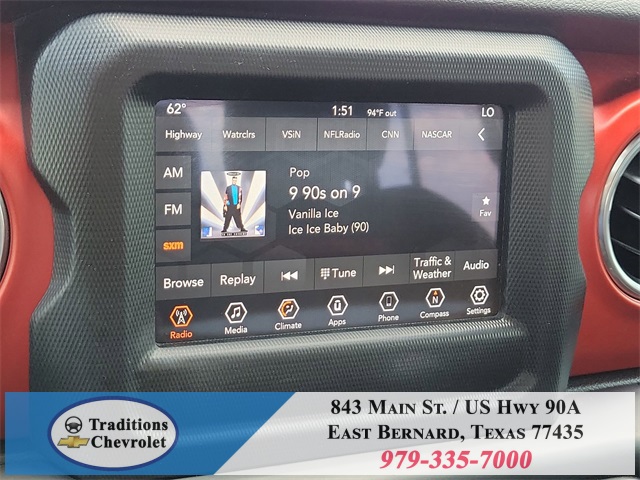 62° 1:51 94°F out LO
Highway Watrclrs VSiN NFLRadio CNN NASCAR
AM
FM
sxm
Pop
9 90s on 9
Vanilla Ice
Ice Ice Baby (90)
Fav
Browse Replay Tune Traffic & Weather Audio
Radio Media Climate Apps Phone Compass Settings
Traditions
Chevrolet
843 Main St. / US Hwy 90A
East Bernard, Texas 77435
979-335-7000